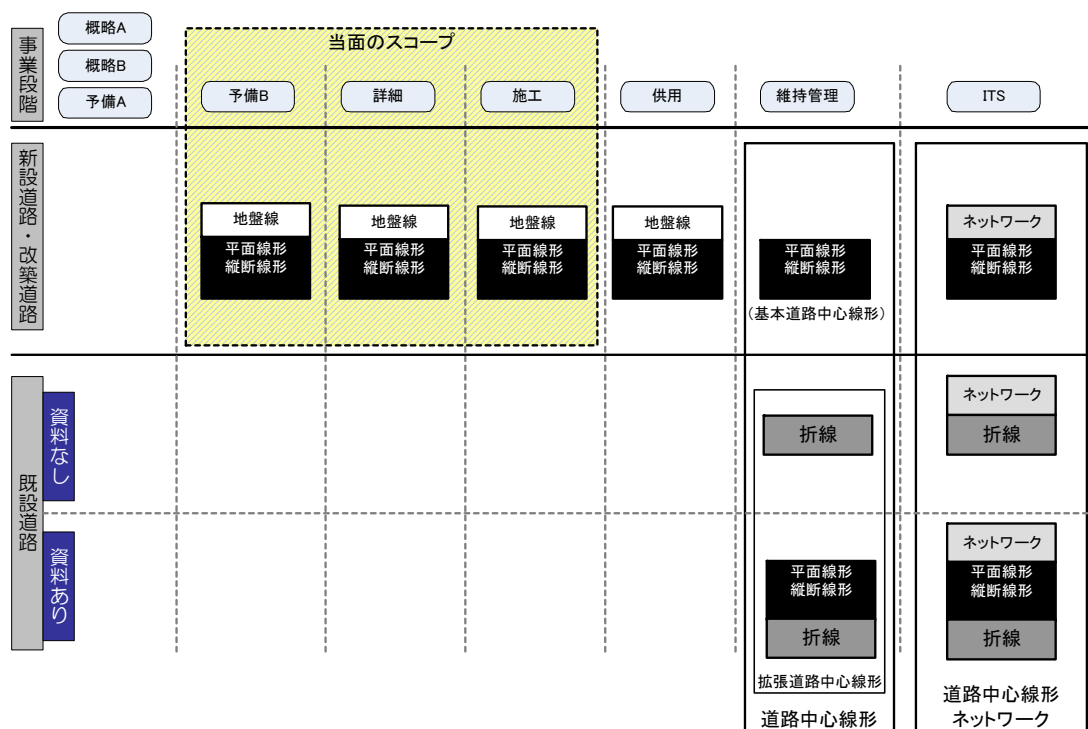 事業段階
概略A
概略B
予備A
当面のスコープ
予備B
詳細
施工
供用
維持管理
ITS
新設道路・改築道路
地盤線
平面線形
縦断線形
地盤線
平面線形
縦断線形
地盤線
平面線形
縦断線形
地盤線
平面線形
縦断線形
平面線形
縦断線形
(基本道路中心線形)
ネットワーク
平面線形
縦断線形
既設道路
資料なし
折線
ネットワーク
折線
資料あり
平面線形
縦断線形
折線
拡張道路中心線形
道路中心線形
ネットワーク
平面線形
縦断線形
折線
道路中心線形
ネットワーク